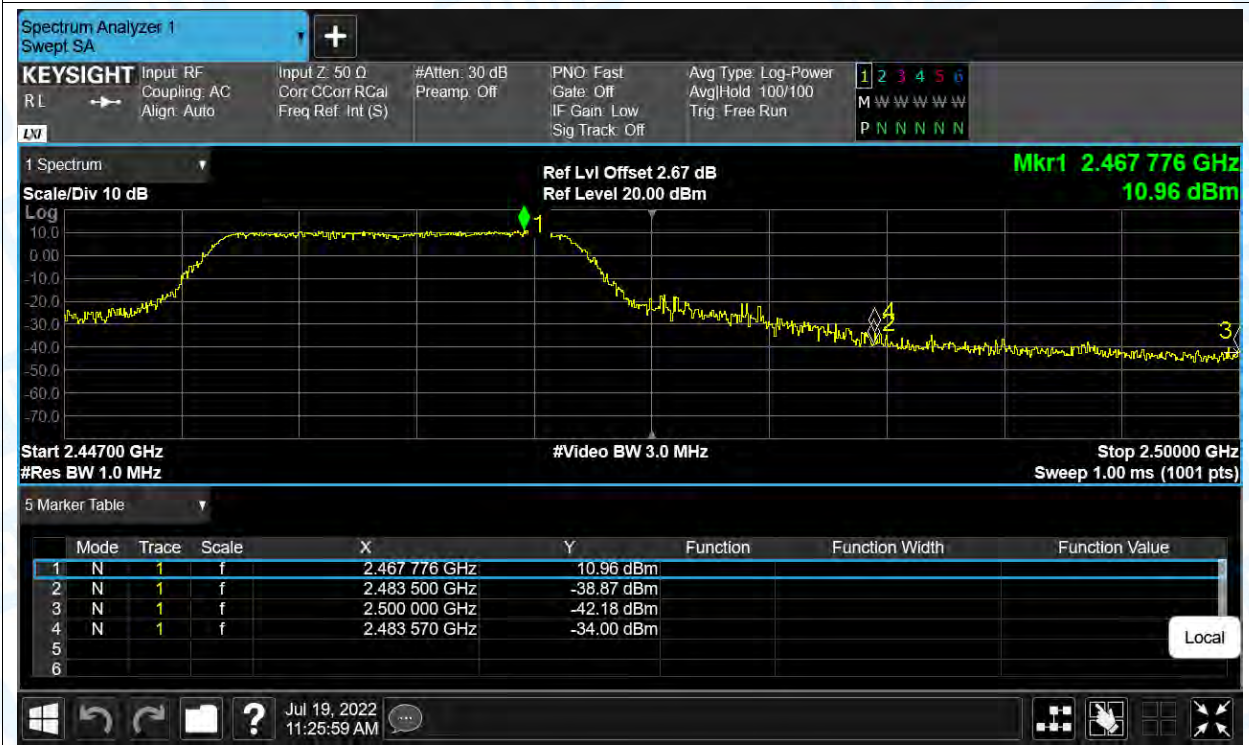 Spectrum Analyzer 1
Swept SA
+
KEYSIGHT
R L
LXI
Input: RF
Coupling: AC
Align: Auto
Input Z: 50 Ω
Corr CCorr RCal
Freq Ref: Int (S)
#Atten: 30 dB
Preamp: Off
PNO: Fast
Gate: Off
IF Gain: Low
Sig Track: Off
Avg Type: Log-Power
Avg|Hold: 100/100
Trig: Free Run
1 2 3 4 5 6
M W W W W W
P N N N N N
1 Spectrum
Scale/Div 10 dB
Ref Lvl Offset 2.67 dB
Ref Level 20.00 dBm
Mkr1 2.467 776 GHz
10.96 dBm
Log
10.0
0.00
-10.0
-20.0
-30.0
-40.0
-50.0
-60.0
-70.0
1
4
2
3
Start 2.44700 GHz
#Res BW 1.0 MHz
#Video BW 3.0 MHz
Stop 2.50000 GHz
Sweep 1.00 ms (1001 pts)
5 Marker Table
Mode Trace Scale X Y Function Function Width Function Value
1 N 1 f 2.467 776 GHz 10.96 dBm
2 N 1 f 2.483 500 GHz -38.87 dBm
3 N 1 f 2.500 000 GHz -42.18 dBm
4 N 1 f 2.483 570 GHz -34.00 dBm
5
6
Local
?
Jul 19, 2022
11:25:59 AM